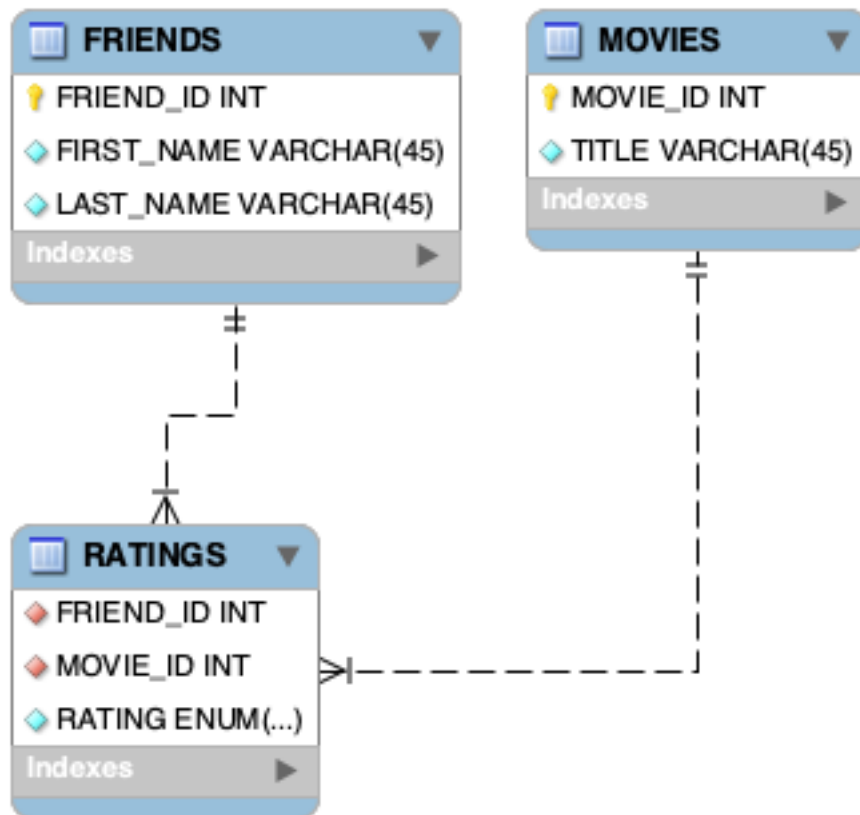 FRIENDS
FRIEND_ID INT
FIRST_NAME VARCHAR(45)
LAST_NAME VARCHAR(45)
Indexes
MOVIES
MOVIE_ID INT
TITLE VARCHAR(45)
Indexes
RATINGS
FRIEND_ID INT
MOVIE_ID INT
RATING ENUM(...)
Indexes